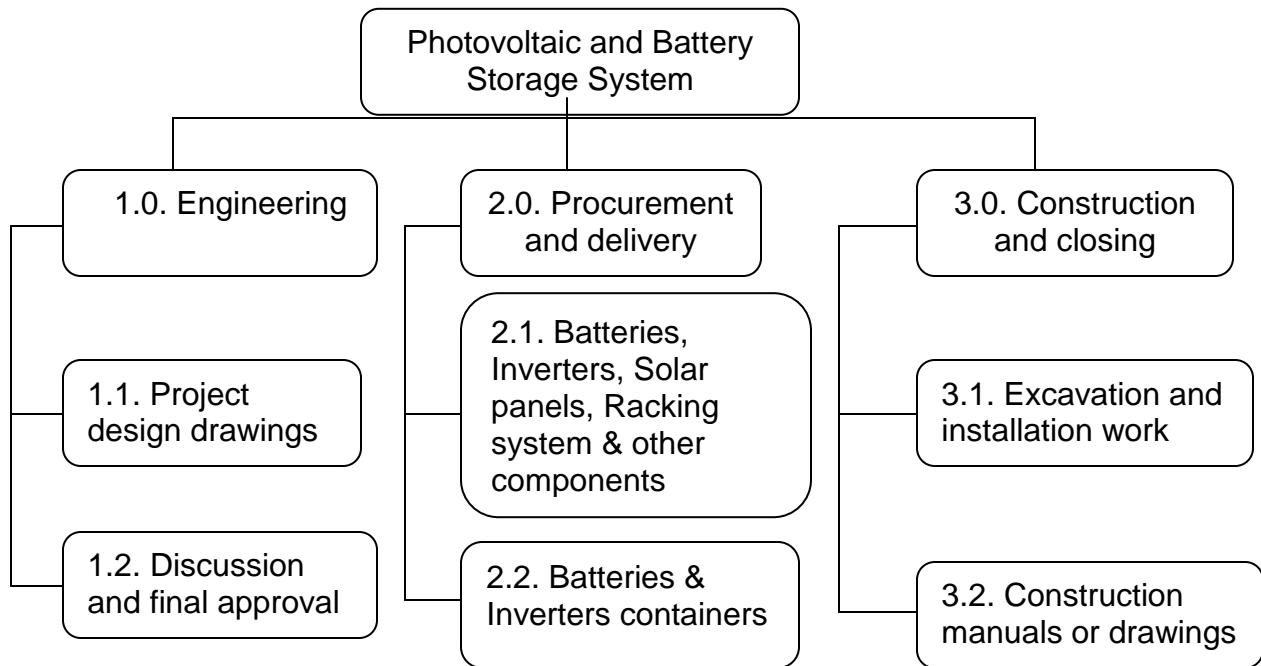 Photovoltaic and Battery
Storage System
1.0. Engineering
2.0. Procurement
and delivery
3.0. Construction
and closing
1.1. Project
design drawings
2.1. Batteries,
Inverters, Solar
panels, Racking
system & other
components
3.1. Excavation and
installation work
1.2. Discussion
and final approval
2.2. Batteries &
Inverters containers
3.2. Construction
manuals or drawings